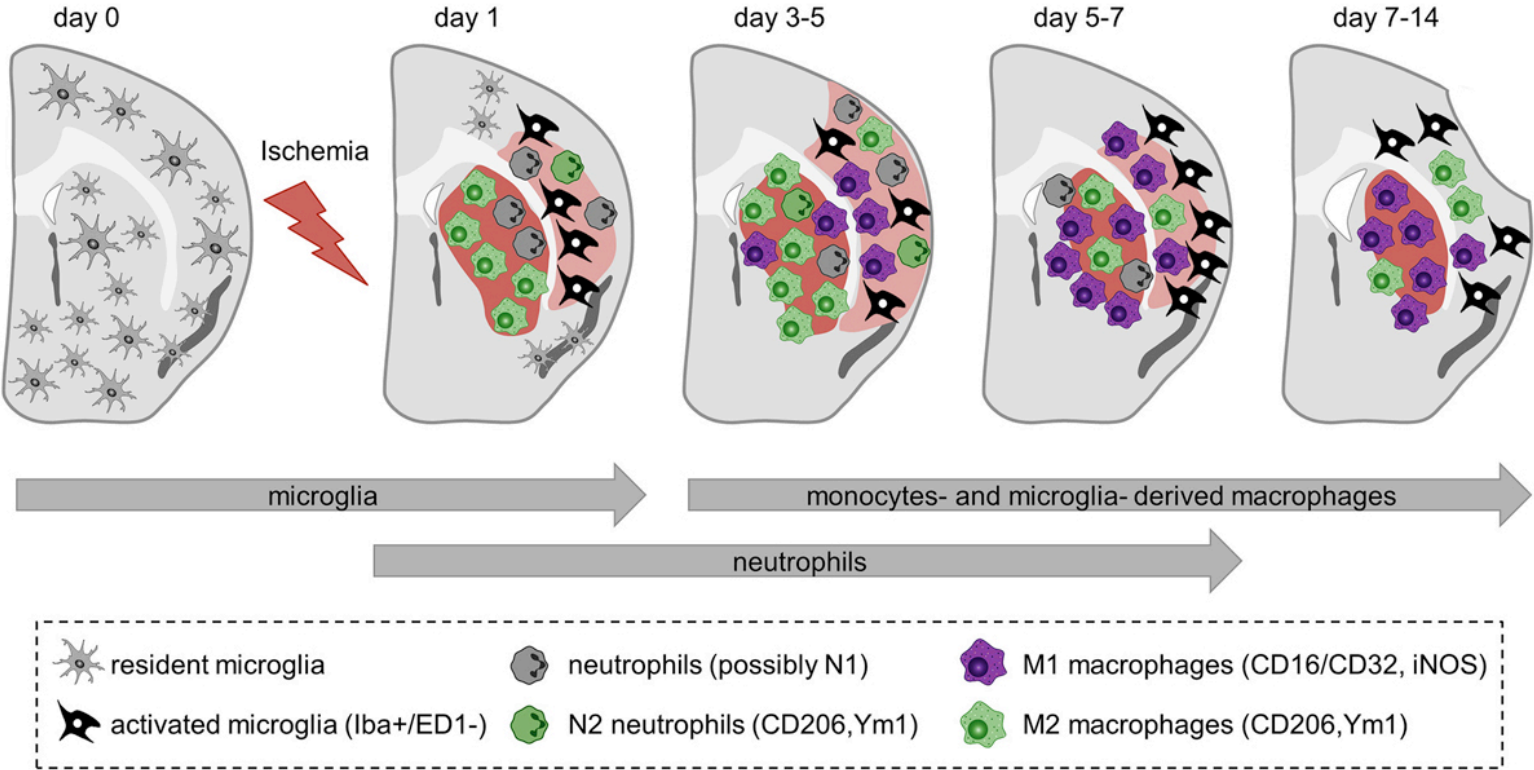 day 0
day 1
day 3-5
day 5-7
day 7-14
Ischemia
microglia
monocytes- and microglia- derived macrophages
neutrophils
resident microglia
neutrophils (possibly N1)
M1 macrophages (CD16/CD32, iNOS)
activated microglia (Iba+/ED1-)
N2 neutrophils (CD206,Ym1)
M2 macrophages (CD206,Ym1)